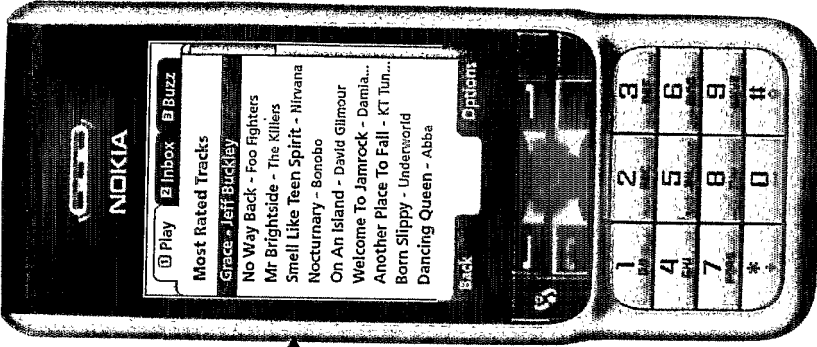 NOKIA
1 Play 2 Inbox 3 Buzz
Most Rated Tracks
Grace - Jeff Buckley
No Way Back - Foo Fighters
Mr Brightside - The Killers
Smell Like Teen Spirit - Nirvana
Nocturnary - Bonobo
On An Island - David Gilmour
Welcome To Jamrock - Damia...
Another Place To Fall - KT Tun...
Born Slippy - Underworld
Dancing Queen - Abba
Back Options
1 2 3
4 GHI 5 6
7 8 9
* 0 #